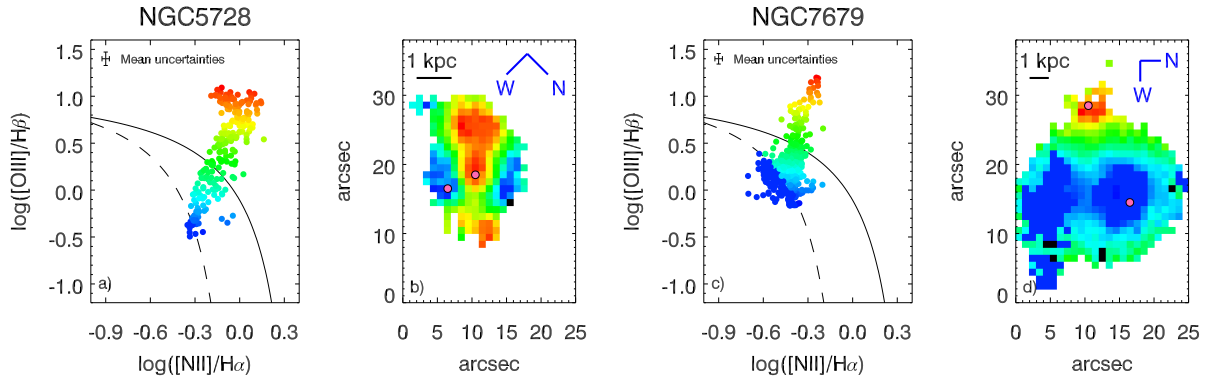 NGC5728
NGC7679
1.5
1.0
0.5
0.0
-0.5
-1.0
log([OIII]/Hβ)
Mean uncertainties
a)
-0.9 -0.6 -0.3 0.0 0.3
log([NII]/Hα)
30
20
10
0
arcsec
1 kpc
W N
b)
0 5 10 15 20 25
arcsec
1.5
1.0
0.5
0.0
-0.5
-1.0
log([OIII]/Hβ)
Mean uncertainties
c)
-0.9 -0.6 -0.3 0.0 0.3
log([NII]/Hα)
30
20
10
0
arcsec
1 kpc
N
W
d)
0 5 10 15 20 25
arcsec